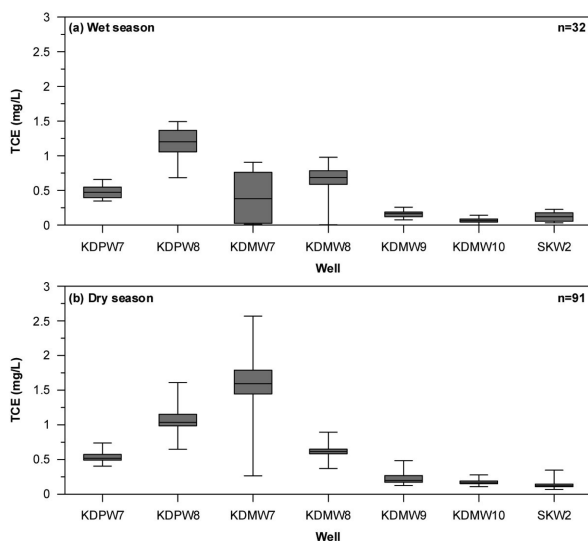 (a) Wet season n=32
3
2.5
2
1.5
1
0.5
0
TCE (mg/L)
KDPW7 KDPW8 KDMW7 KDMW8 KDMW9 KDMW10 SKW2
Well
(b) Dry season n=91
3
2.5
2
1.5
1
0.5
0
TCE (mg/L)
KDPW7 KDPW8 KDMW7 KDMW8 KDMW9 KDMW10 SKW2
Well